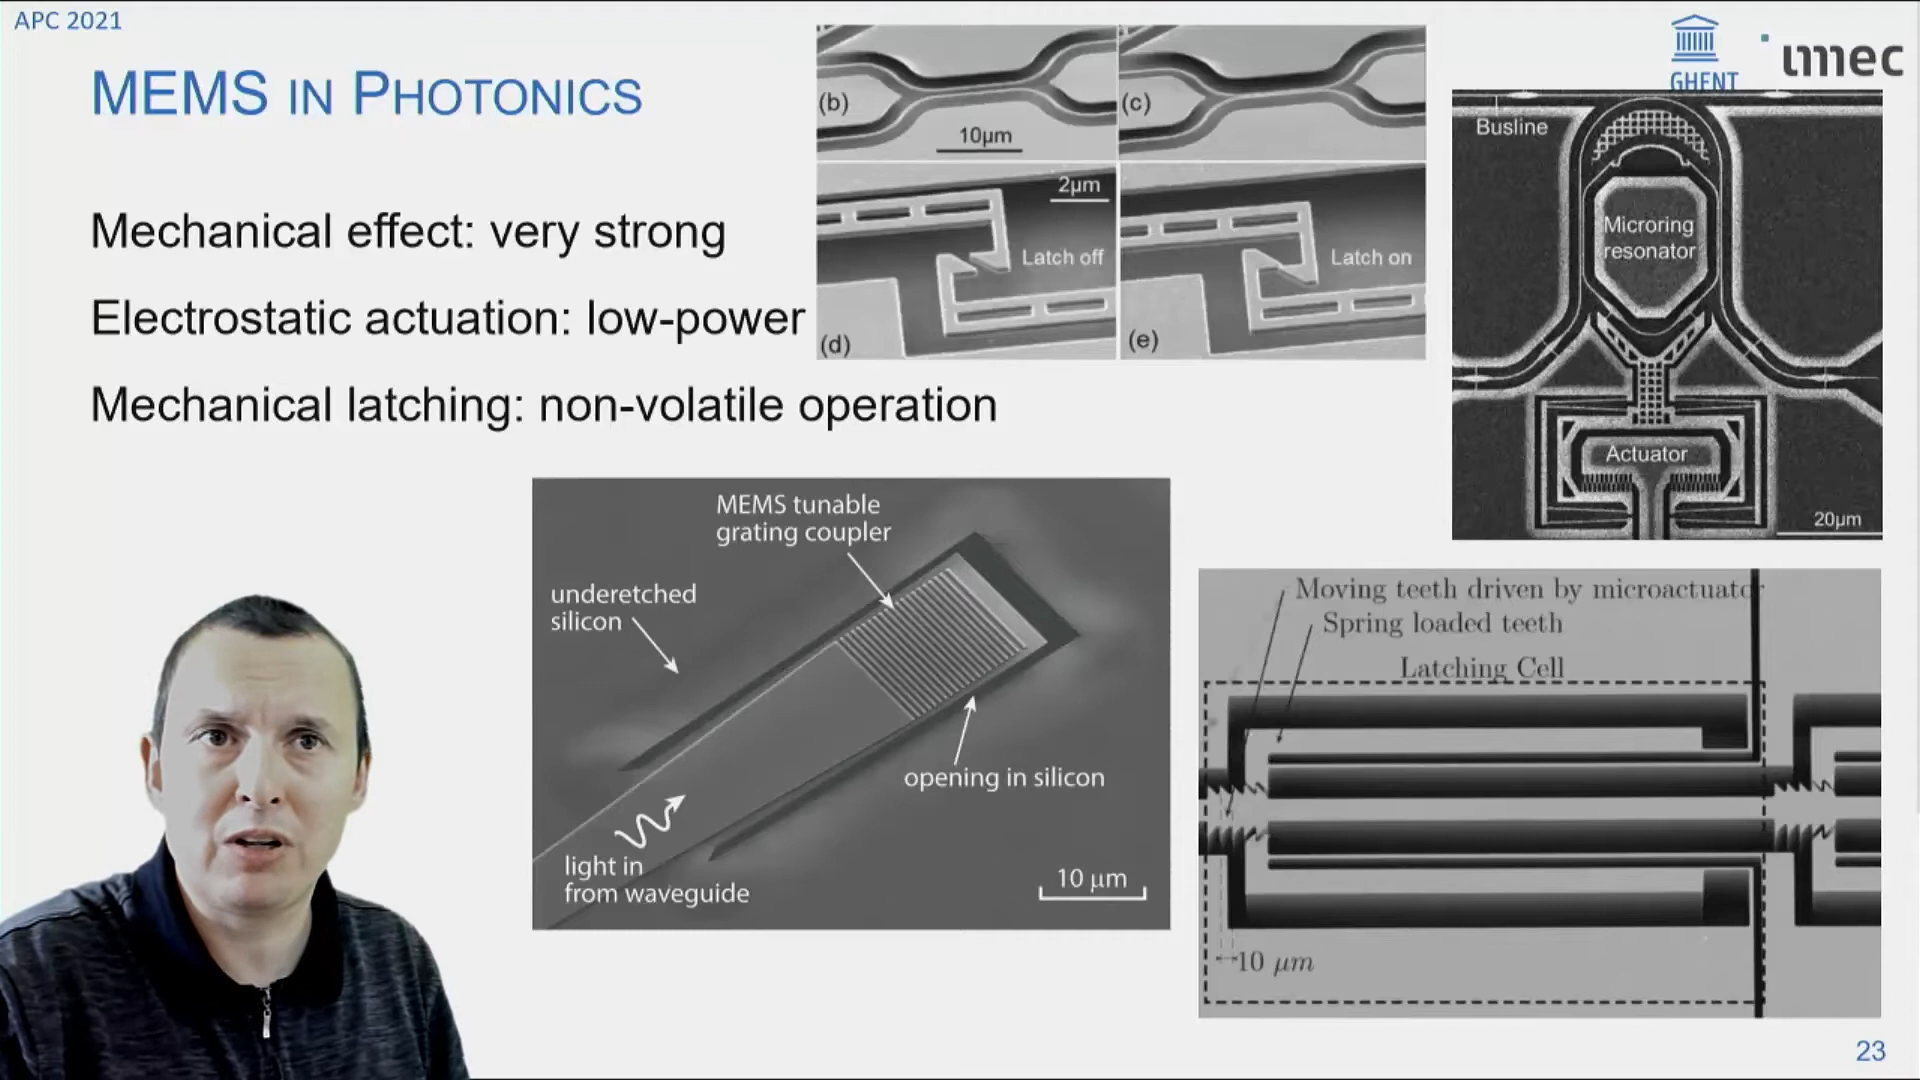 APC 2021
MEMS IN PHOTONICS
Mechanical effect: very strong
Electrostatic actuation: low-power
Mechanical latching: non-volatile operation
(b)
10μm
(c)
2μm
Latch off
(d)
Latch on
(e)
GHENT
imec
Busline
Microring
resonator
Actuator
20μm
MEMS tunable
grating coupler
underetched
silicon
opening in silicon
light in
from waveguide
10 μm
Moving teeth driven by microactuator
Spring loaded teeth
Latching Cell
10 μm
23